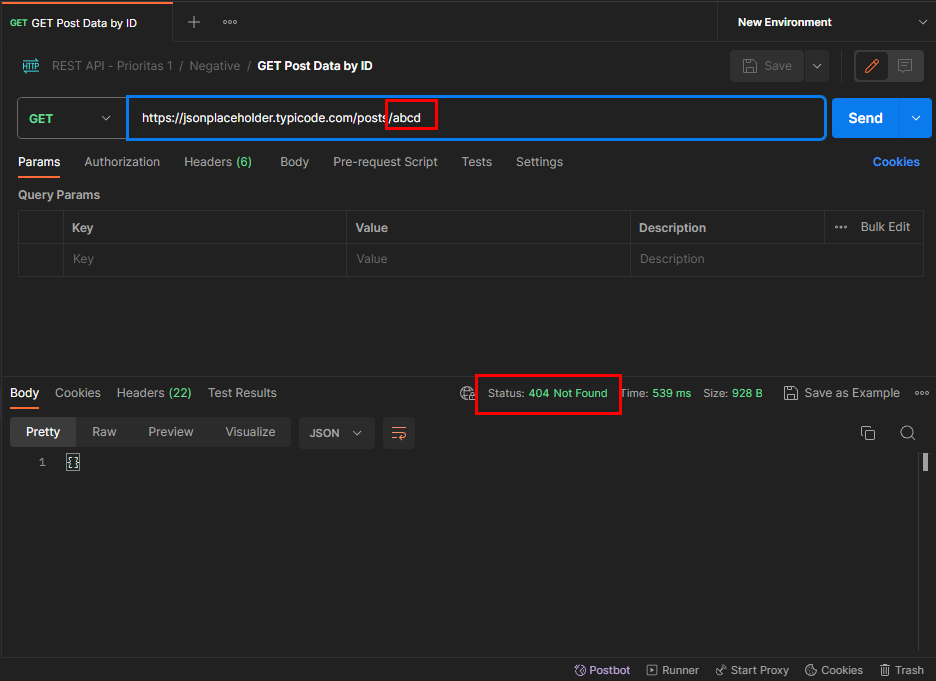 GET GET Post Data by ID
New Environment
HTTP REST API - Prioritas 1 / Negative / GET Post Data by ID
Save
GET https://jsonplaceholder.typicode.com/posts/abcd Send
Params Authorization Headers (6) Body Pre-request Script Tests Settings Cookies
Query Params
Key Value Description Bulk Edit
Key Value Description
Body Cookies Headers (22) Test Results Status: 404 Not Found Time: 539 ms Size: 928 B Save as Example
Pretty Raw Preview Visualize JSON
1 {}
Postbot Runner Start Proxy Cookies Trash